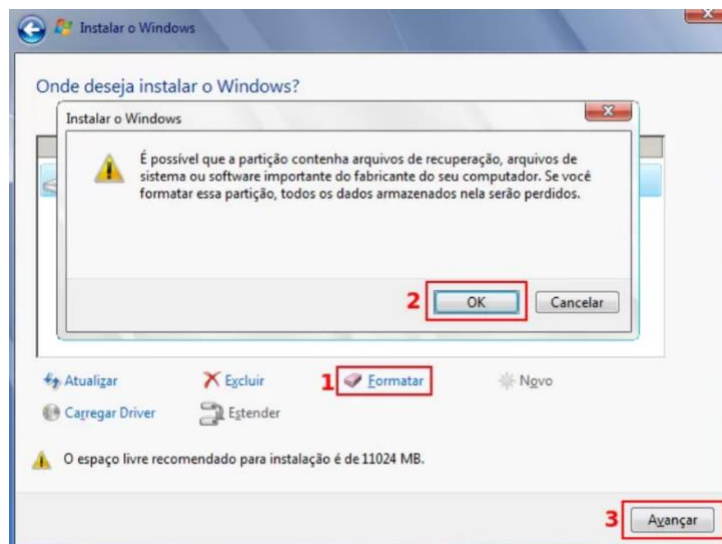 Instalar o Windows
Onde deseja instalar o Windows?
Instalar o Windows
É possível que a partição contenha arquivos de recuperação, arquivos de
sistema ou software importante do fabricante do seu computador. Se você
formatar essa partição, todos os dados armazenados nela serão perdidos.
2 OK Cancelar
Atualizar Excluir 1 Formatar Novo
Carregar Driver Estender
O espaço livre recomendado para instalação é de 11024 MB.
3 Avançar